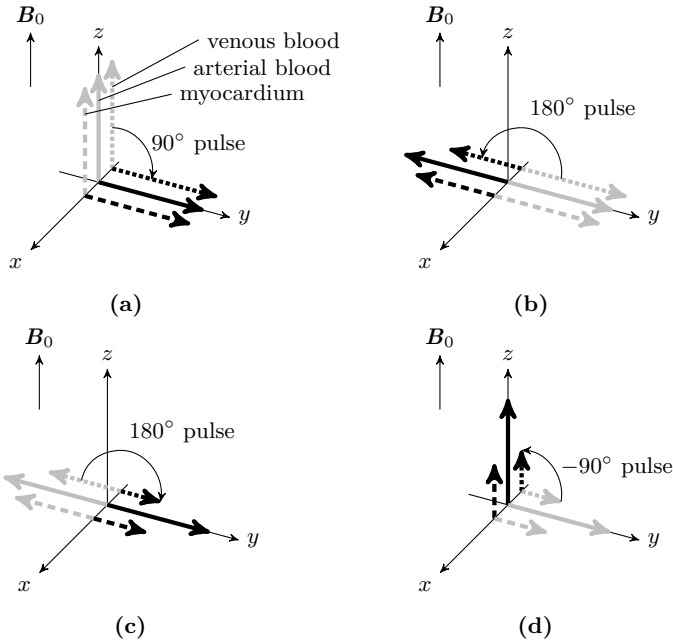 B₀
z
venous blood
arterial blood
myocardium
90° pulse
y
x
(a)
B₀
z
180° pulse
y
x
(b)
B₀
z
180° pulse
y
x
(c)
B₀
z
−90° pulse
y
x
(d)